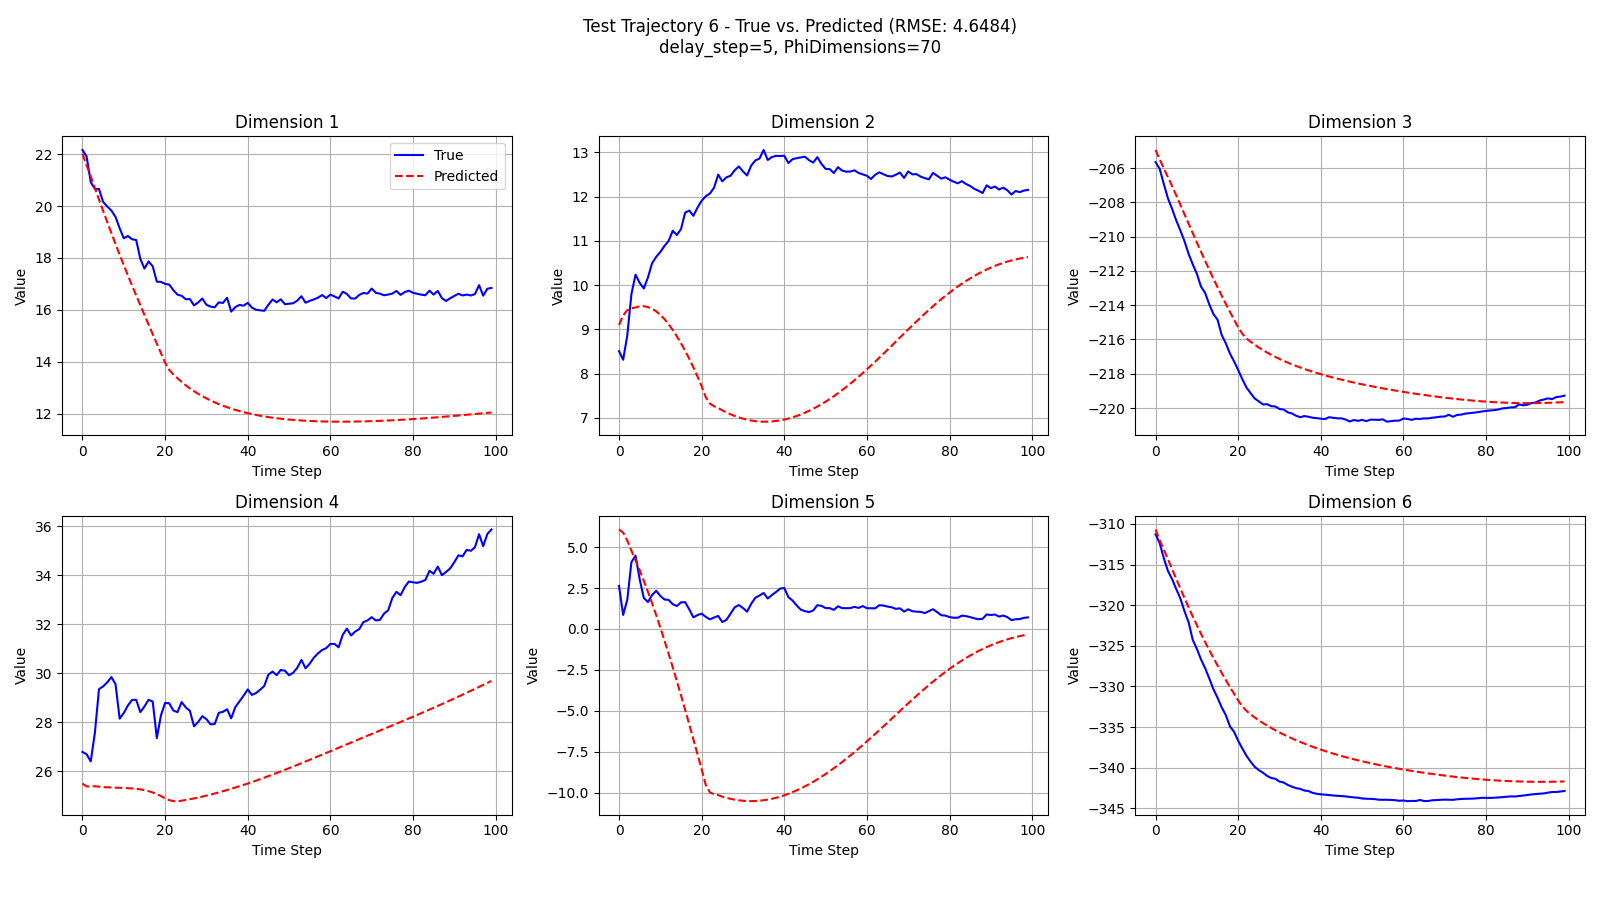 Test Trajectory 6 - True vs. Predicted (RMSE: 4.6484)
delay_step=5, PhiDimensions=70
Dimension 1
Value
22
20
18
16
14
12
0 20 40 60 80 100
Time Step
True
Predicted
Dimension 2
Value
13
12
11
10
9
8
7
0 20 40 60 80 100
Time Step
Dimension 3
Value
−206
−208
−210
−212
−214
−216
−218
−220
0 20 40 60 80 100
Time Step
Dimension 4
Value
36
34
32
30
28
26
0 20 40 60 80 100
Time Step
Dimension 5
Value
5.0
2.5
0.0
−2.5
−5.0
−7.5
−10.0
0 20 40 60 80 100
Time Step
Dimension 6
Value
−310
−315
−320
−325
−330
−335
−340
−345
0 20 40 60 80 100
Time Step